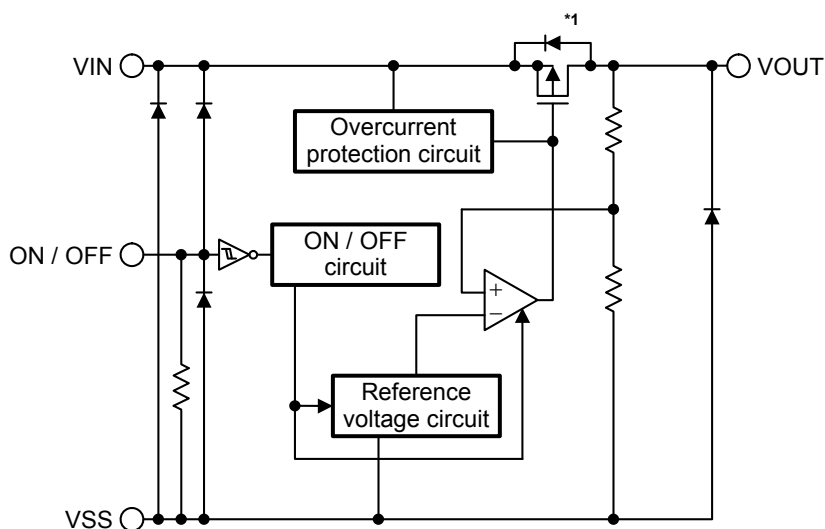 *1
VIN
VOUT
Overcurrent
protection circuit
ON / OFF
ON / OFF
circuit
+
−
Reference
voltage circuit
VSS